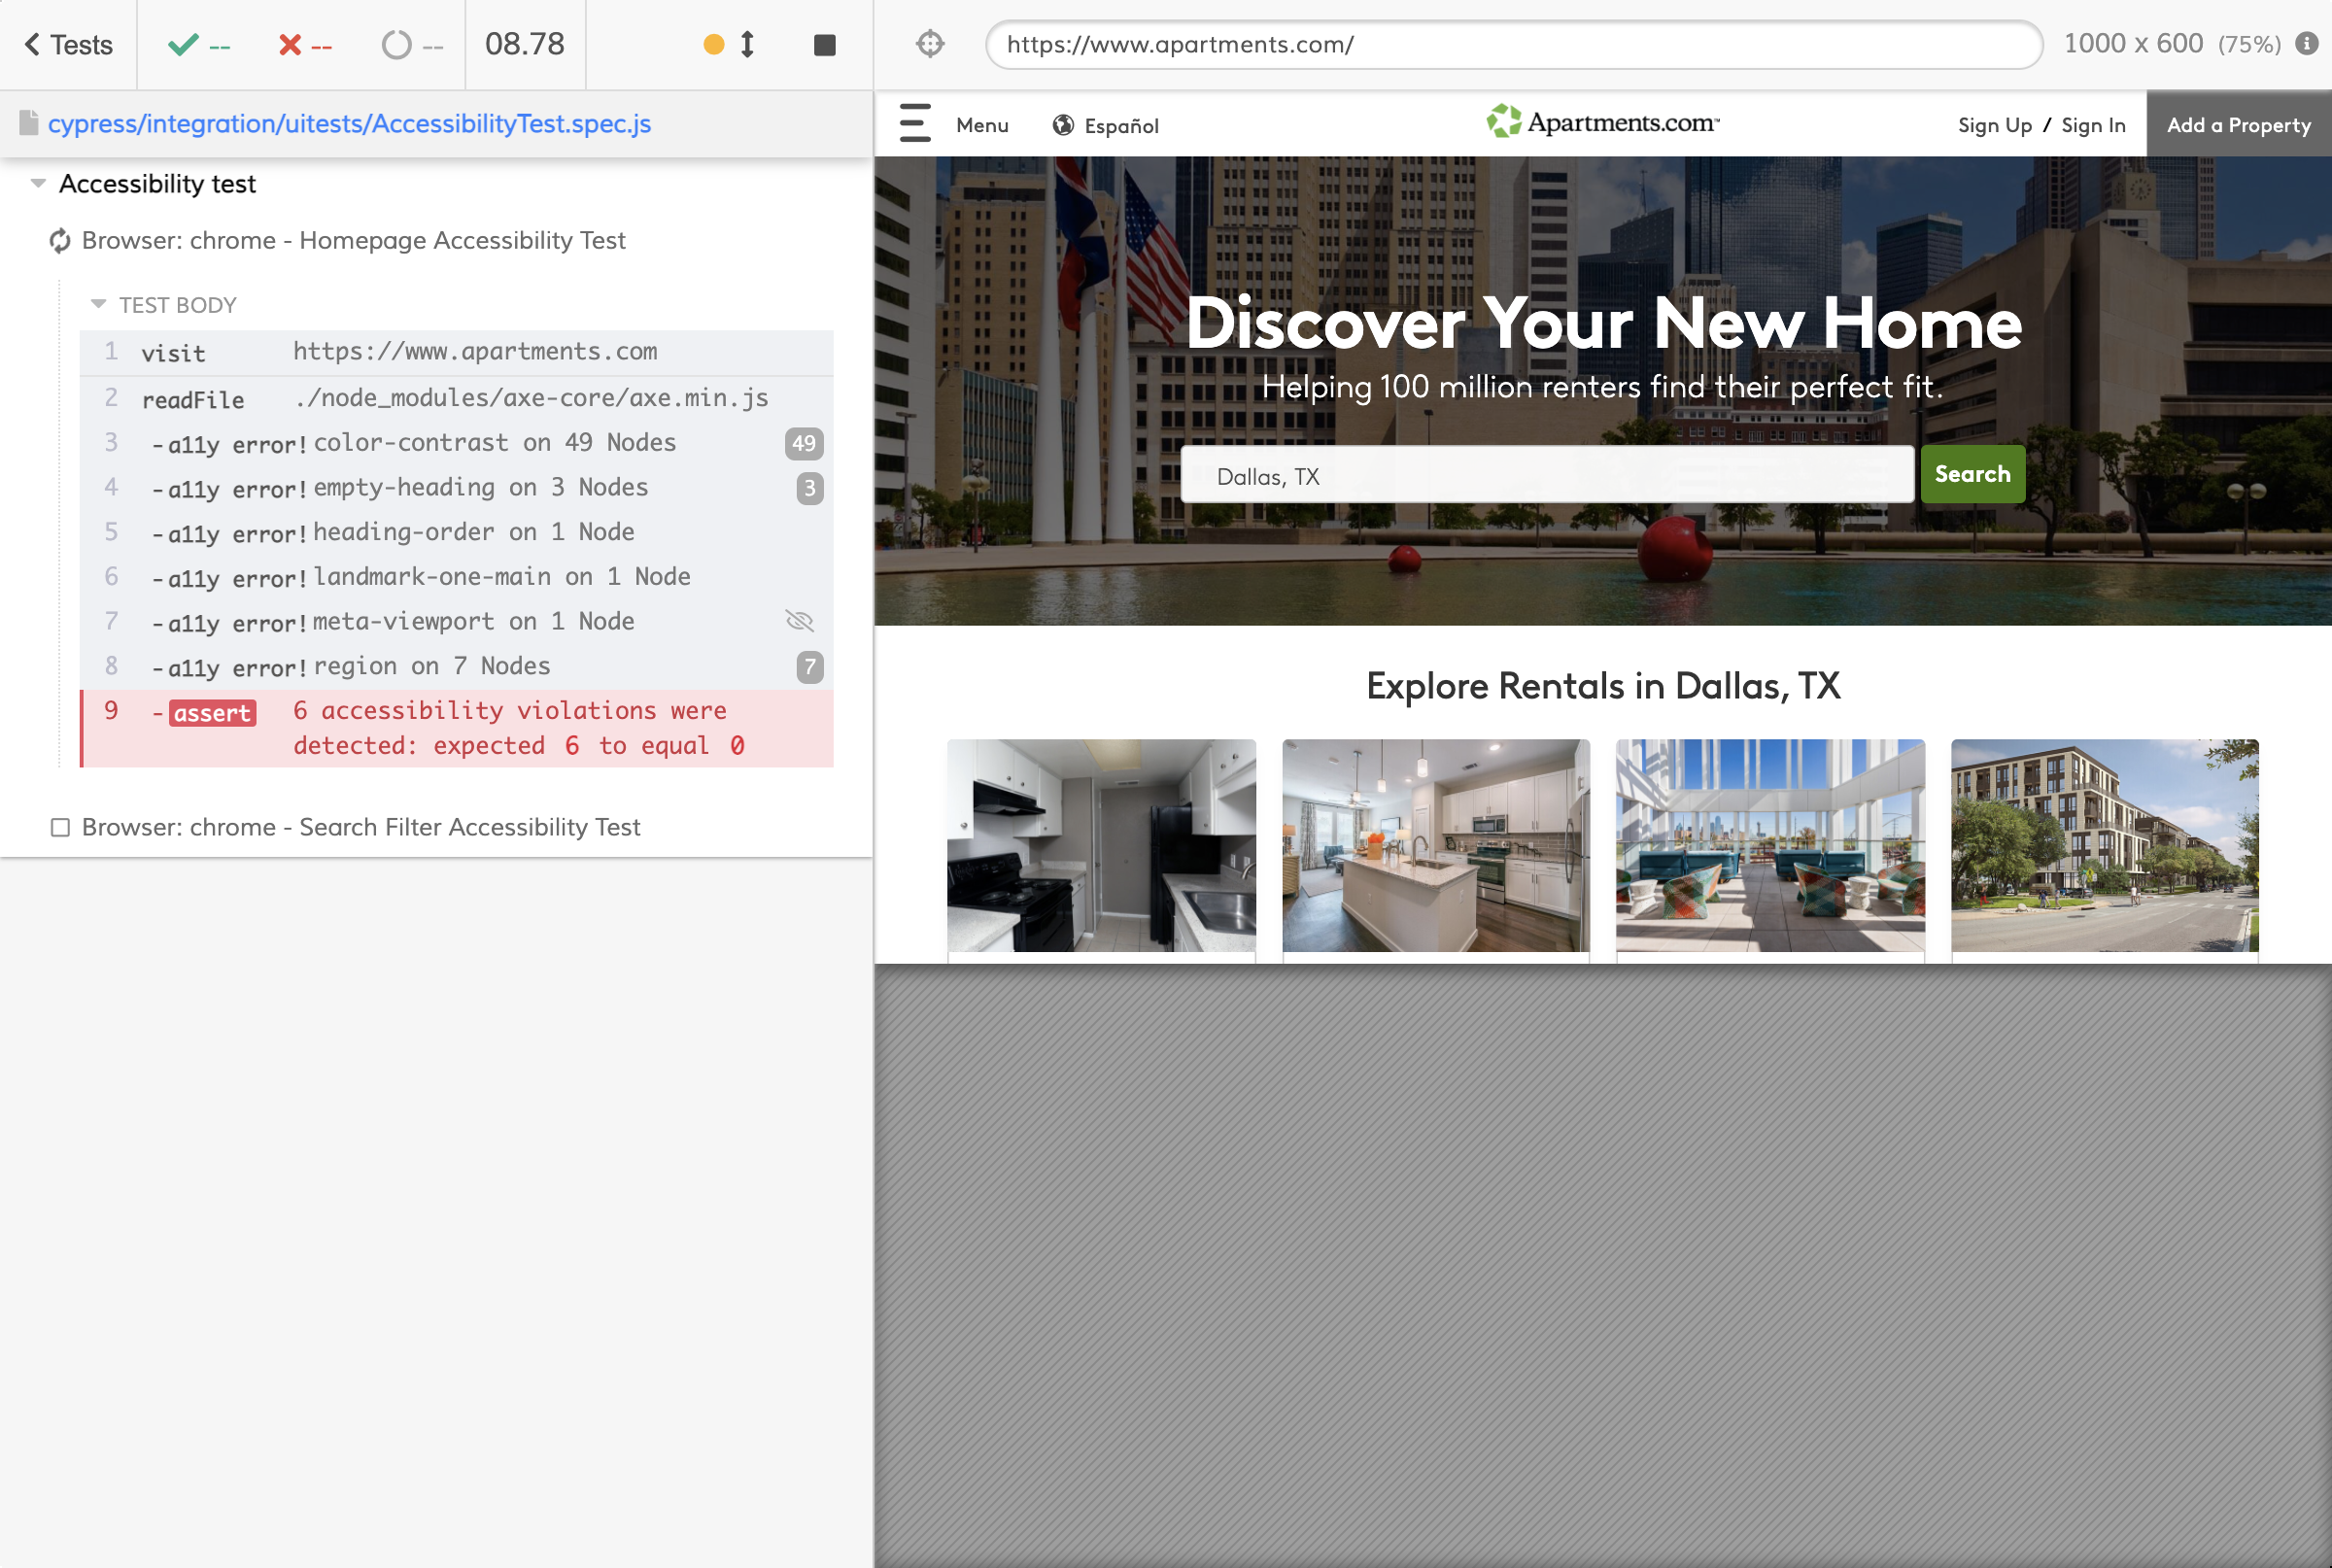 Tests
--
--
--
08.78
https://www.apartments.com/
1000 x 600 (75%)
cypress/integration/uitests/AccessibilityTest.spec.js
Accessibility test
Browser: chrome - Homepage Accessibility Test
TEST BODY
1 visit https://www.apartments.com
2 readFile ./node_modules/axe-core/axe.min.js
3 -a11y error! color-contrast on 49 Nodes 49
4 -a11y error! empty-heading on 3 Nodes 3
5 -a11y error! heading-order on 1 Node
6 -a11y error! landmark-one-main on 1 Node
7 -a11y error! meta-viewport on 1 Node
8 -a11y error! region on 7 Nodes 7
9 -assert 6 accessibility violations were
detected: expected 6 to equal 0
Browser: chrome - Search Filter Accessibility Test
Menu
Español
Apartments.com™
Sign Up / Sign In
Add a Property
Discover Your New Home
Helping 100 million renters find their perfect fit.
Dallas, TX
Search
Explore Rentals in Dallas, TX